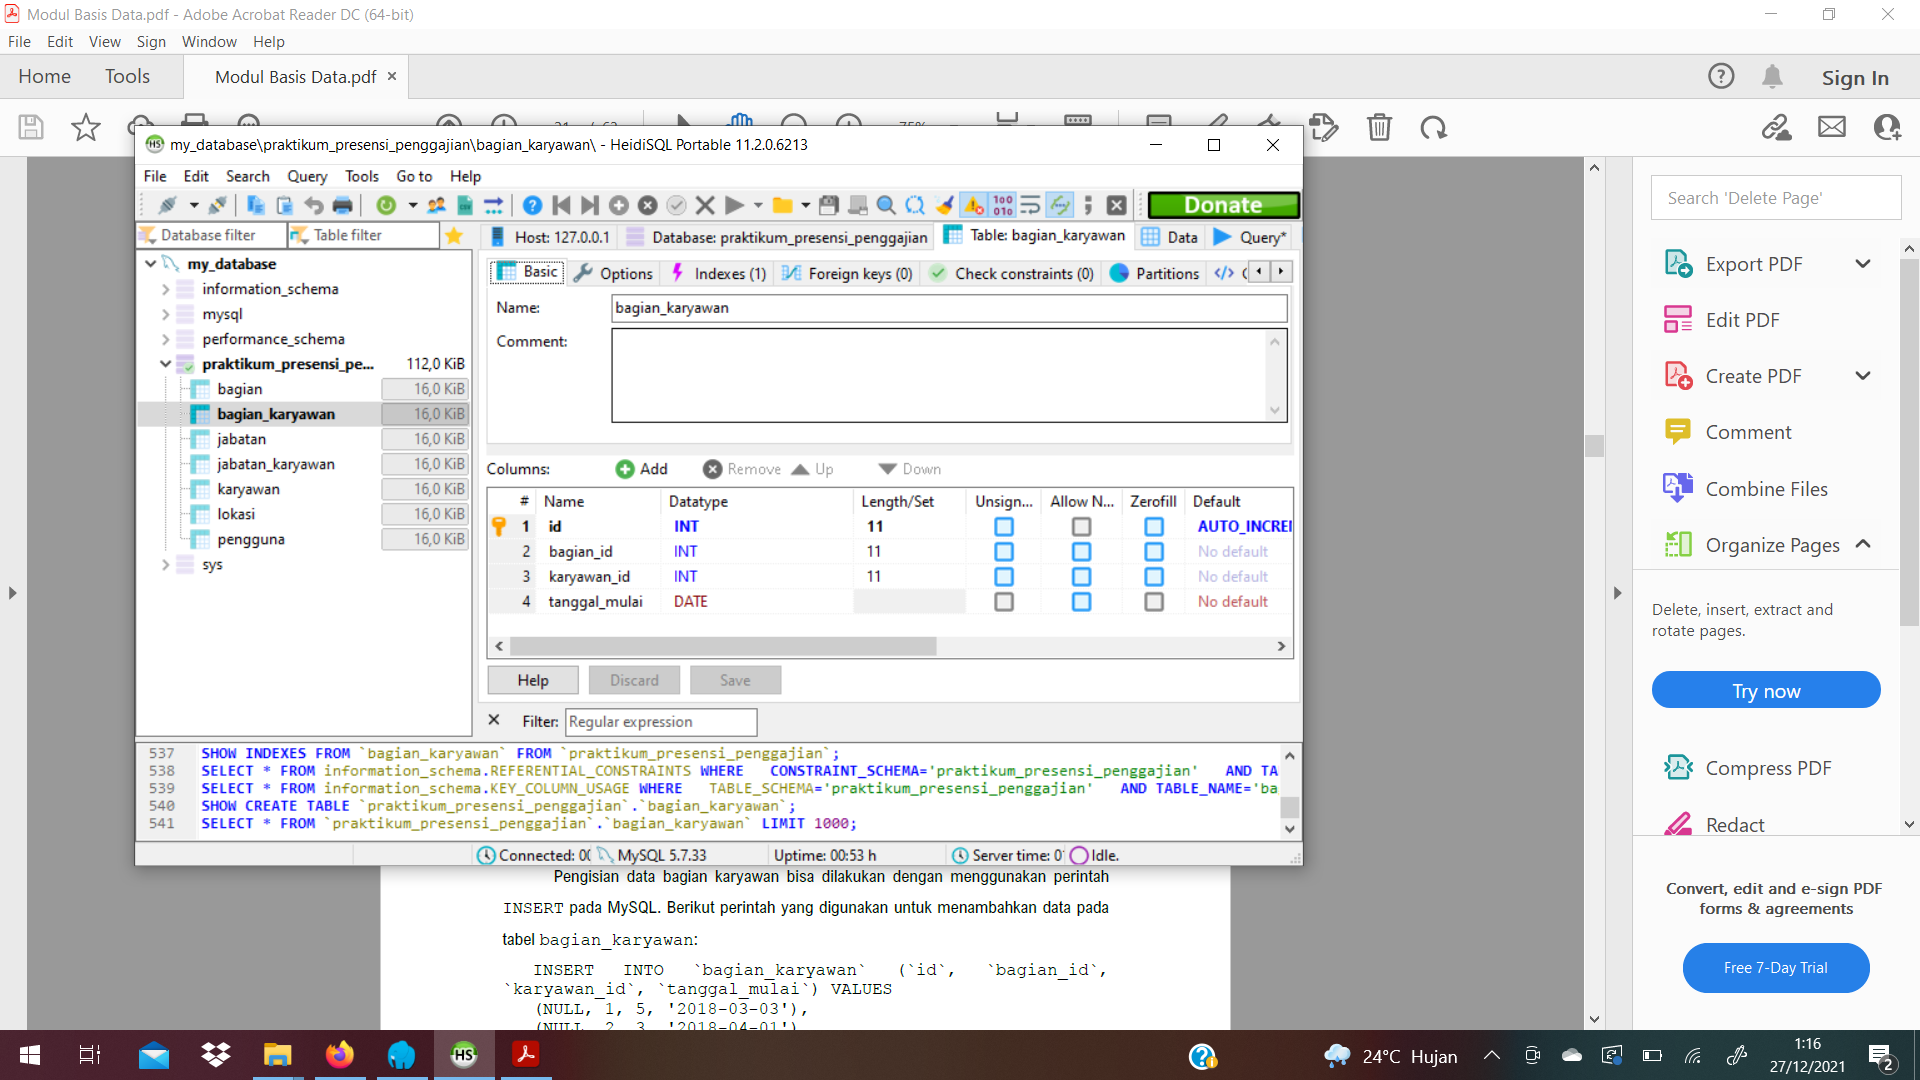 Modul Basis Data.pdf - Adobe Acrobat Reader DC (64-bit)
File Edit View Sign Window Help
Home Tools Modul Basis Data.pdf ×
Sign In
my_database\praktikum_presensi_penggajian\bagian_karyawan\ - HeidiSQL Portable 11.2.0.6213
File Edit Search Query Tools Go to Help
Donate
Database filter Table filter
Host: 127.0.0.1 Database: praktikum_presensi_penggajian Table: bagian_karyawan Data Query*
Basic Options Indexes (1) Foreign keys (0) Check constraints (0) Partitions
my_database
information_schema
mysql
performance_schema
praktikum_presensi_pe... 112,0 KiB
bagian 16,0 KiB
bagian_karyawan 16,0 KiB
jabatan 16,0 KiB
jabatan_karyawan 16,0 KiB
karyawan 16,0 KiB
lokasi 16,0 KiB
pengguna 16,0 KiB
sys
Name: bagian_karyawan
Comment:
Columns: Add Remove Up Down
# Name Datatype Length/Set Unsign... Allow N... Zerofill Default
1 id INT 11 AUTO_INCREI
2 bagian_id INT 11 No default
3 karyawan_id INT 11 No default
4 tanggal_mulai DATE No default
Help Discard Save
Filter: Regular expression
537 SHOW INDEXES FROM `bagian_karyawan` FROM `praktikum_presensi_penggajian`;
538 SELECT * FROM information_schema.REFERENTIAL_CONSTRAINTS WHERE CONSTRAINT_SCHEMA='praktikum_presensi_penggajian' AND TA
539 SELECT * FROM information_schema.KEY_COLUMN_USAGE WHERE TABLE_SCHEMA='praktikum_presensi_penggajian' AND TABLE_NAME='ba
540 SHOW CREATE TABLE `praktikum_presensi_penggajian`.`bagian_karyawan`;
541 SELECT * FROM `praktikum_presensi_penggajian`.`bagian_karyawan` LIMIT 1000;
Connected: 00 MySQL 5.7.33 Uptime: 00:53 h Server time: 0 Idle.
Pengisian data bagian karyawan bisa dilakukan dengan menggunakan perintah
INSERT pada MySQL. Berikut perintah yang digunakan untuk menambahkan data pada
tabel bagian_karyawan:
INSERT INTO `bagian_karyawan` (`id`, `bagian_id`,
`karyawan_id`, `tanggal_mulai`) VALUES
(NULL, 1, 5, '2018-03-03'),
(NULL, 2, 3, '2018-04-01')
Search 'Delete Page'
Export PDF
Edit PDF
Create PDF
Comment
Combine Files
Organize Pages
Delete, insert, extract and
rotate pages.
Try now
Compress PDF
Redact
Convert, edit and e-sign PDF
forms & agreements
Free 7-Day Trial
24°C Hujan
1:16
27/12/2021
2